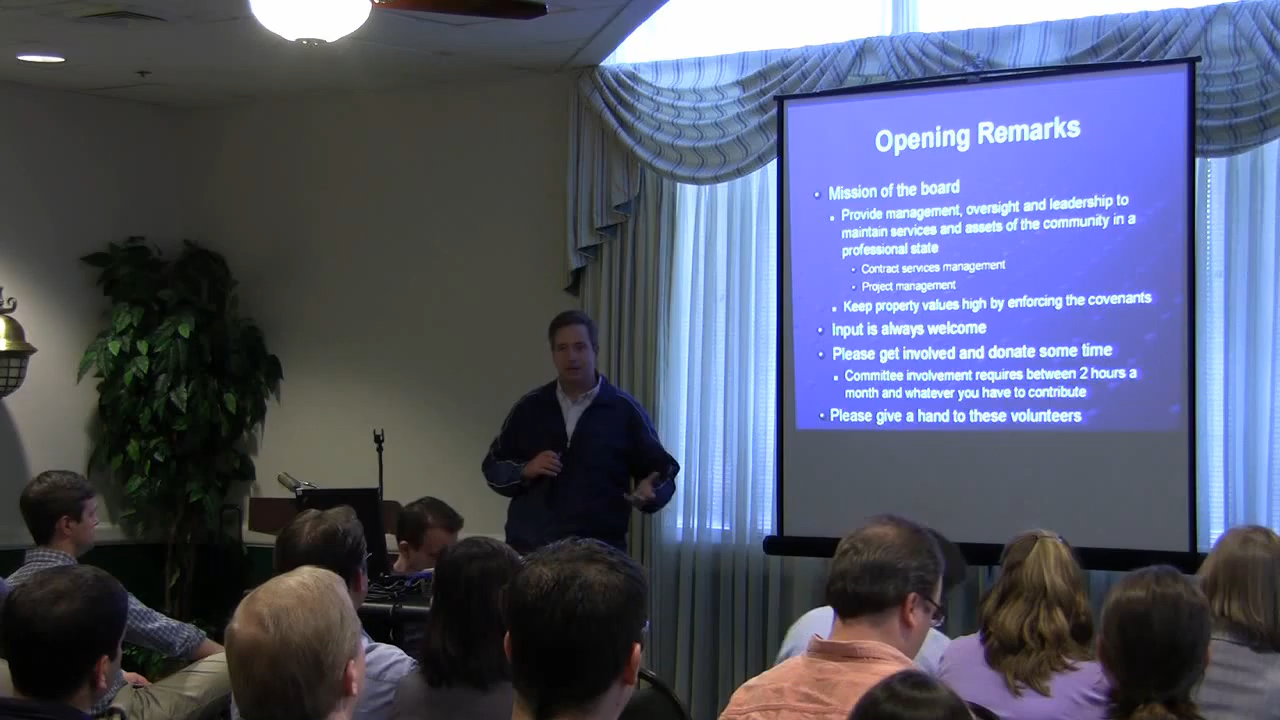 Opening Remarks
Mission of the board
Provide management, oversight and leadership to
maintain services and assets of the community in a
professional state
Contract services management
Project management
Keep property values high by enforcing the covenants
Input is always welcome
Please get involved and donate some time
Committee involvement requires between 2 hours a
month and whatever you have to contribute
Please give a hand to these volunteers